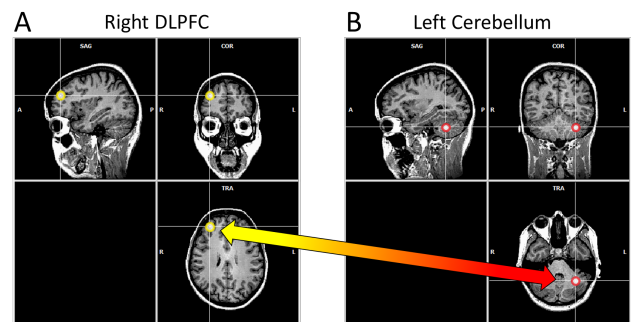 A Right DLPFC
B Left Cerebellum
SAG COR
A P R L
TRA
R L
SAG COR
A P R L
TRA
R L